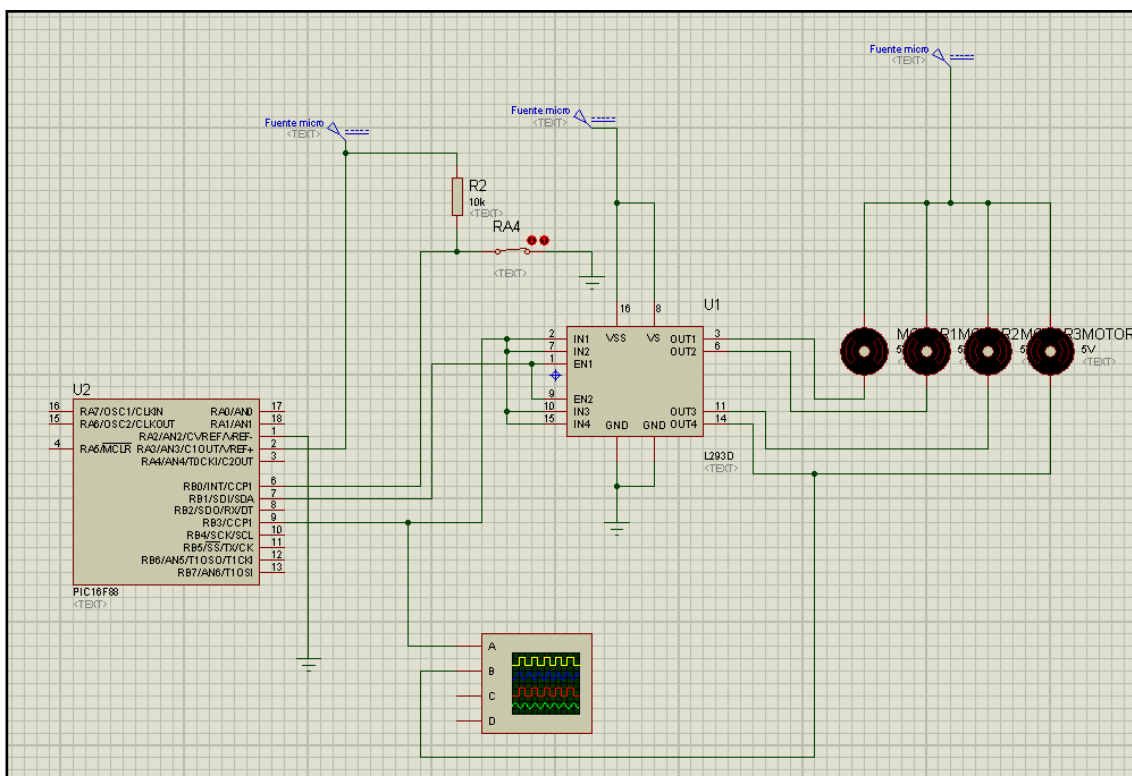 Fuente micro
<TEXT>
Fuente micro
<TEXT>
Fuente micro
<TEXT>
R2
10k
<TEXT>
RA4
<TEXT>
U1
16
8
VSS
VS
2
IN1
7
IN2
1
EN1
9
EN2
10
IN3
15
IN4
OUT1
3
OUT2
6
OUT3
11
OUT4
14
GND
GND
L293D
<TEXT>
MOTOR
5V
<TEXT>
U2
16
RA7/OSC1/CLKIN
15
RA6/OSC2/CLKOUT
4
RA5/MCLR
RA0/AN0
17
RA1/AN1
18
RA2/AN2/CVREF/VREF-
1
RA3/AN3/C1OUT/VREF+
2
RA4/AN4/T0CKI/C2OUT
3
RB0/INT/CCP1
6
RB1/SDI/SDA
7
RB2/SDO/RX/DT
8
RB3/CCP1
9
RB4/SCK/SCL
10
RB5/SS/TX/CK
11
RB6/AN5/T1OSO/T1CKI
12
RB7/AN6/T1OSI
13
PIC16F88
<TEXT>
A
B
C
D